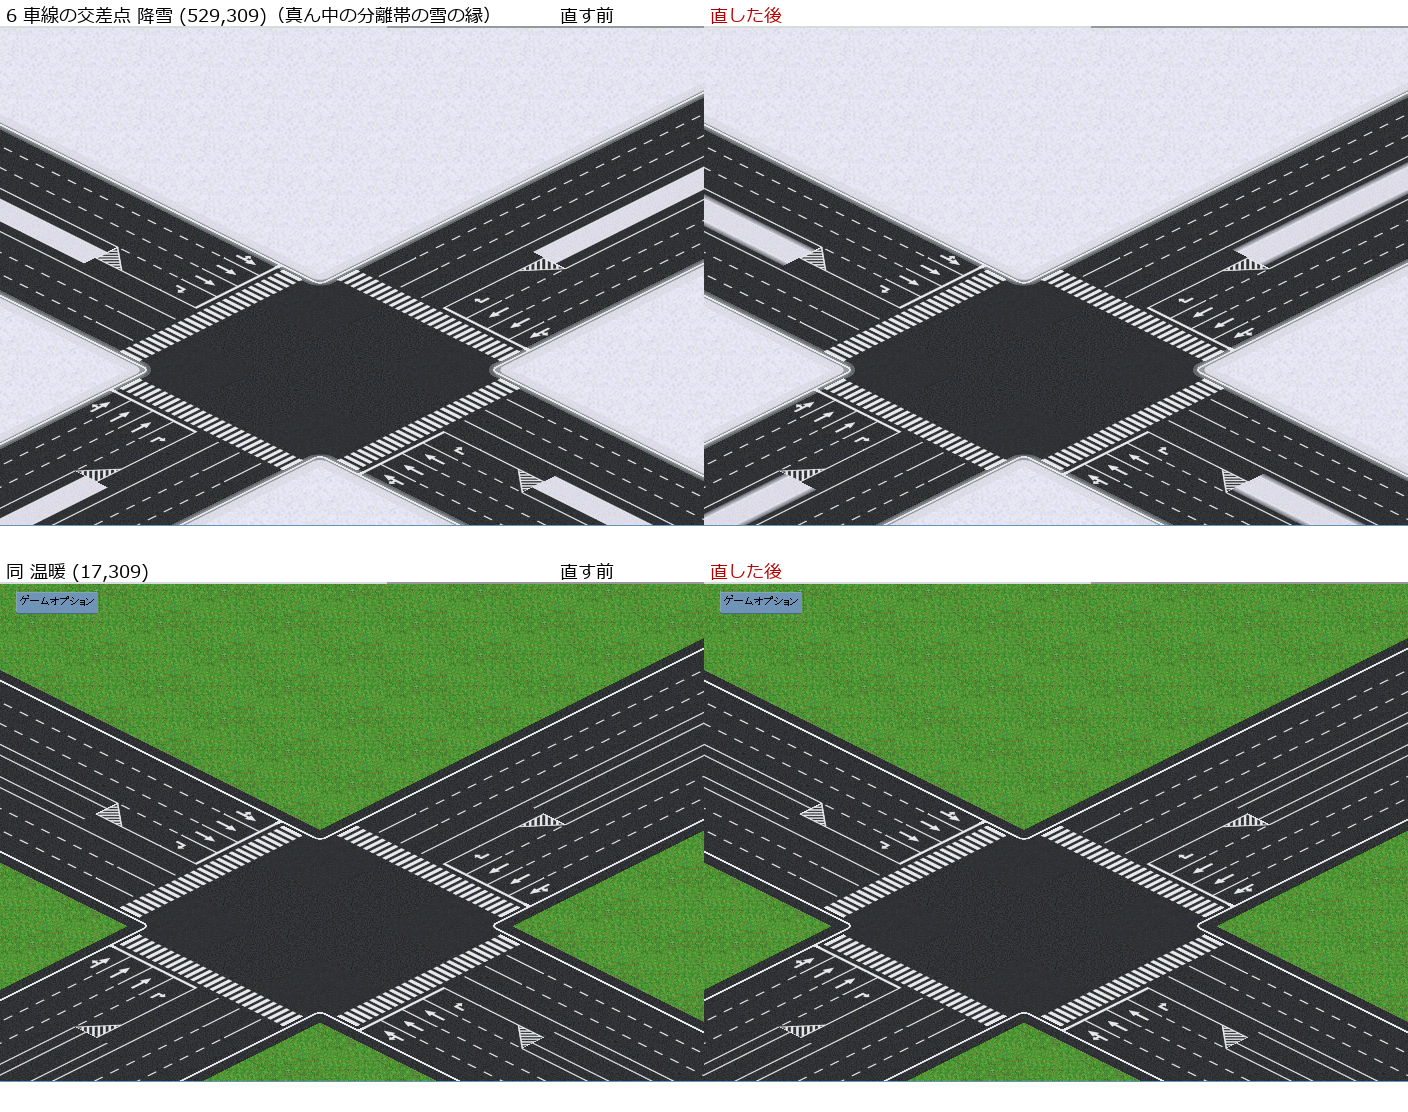 6 車線の交差点 降雪 (529,309)（真ん中の分離帯の雪の縁） 直す前 直した後
同 温暖 (17,309) 直す前 直した後
ゲームオプション ゲームオプション